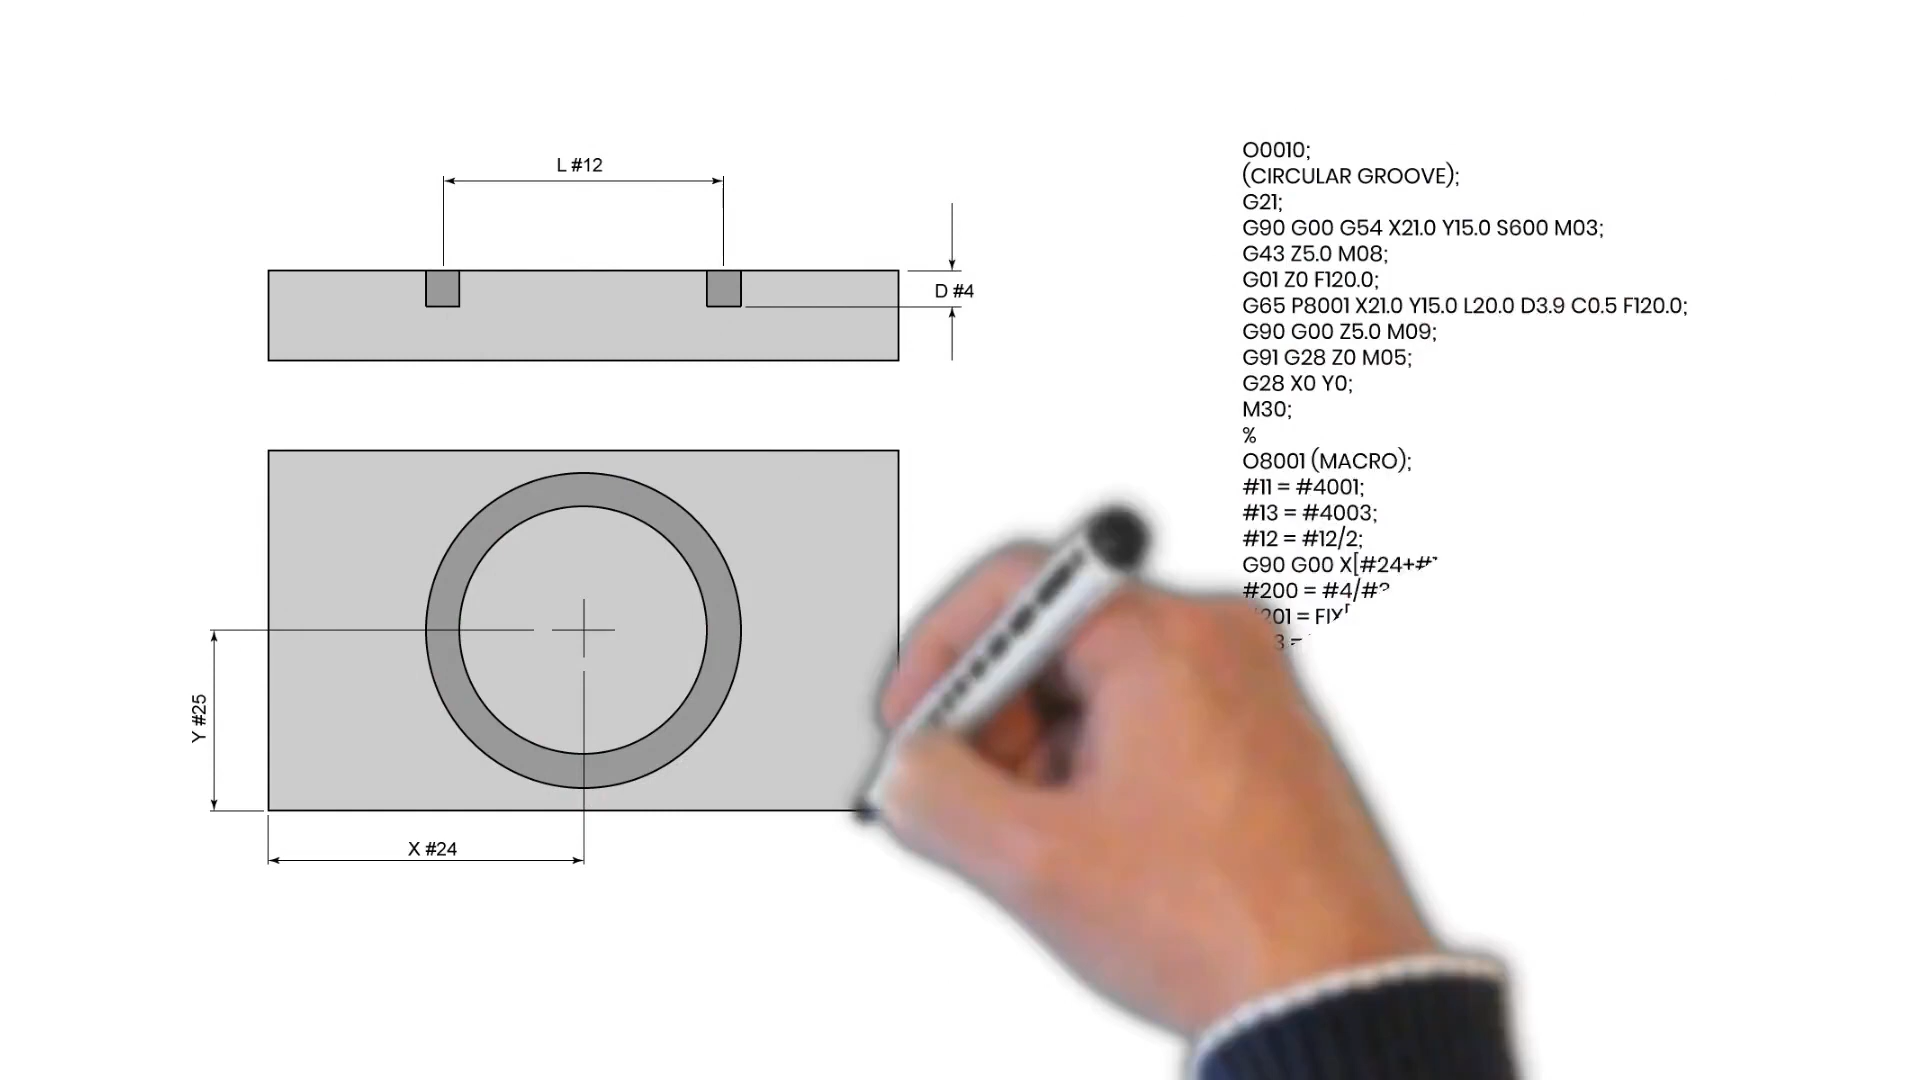 L #12
D #4
Y #25
X #24
O0010;
(CIRCULAR GROOVE);
G21;
G90 G00 G54 X21.0 Y15.0 S600 M03;
G43 Z5.0 M08;
G01 Z0 F120.0;
G65 P8001 X21.0 Y15.0 L20.0 D3.9 C0.5 F120.0;
G90 G00 Z5.0 M09;
G91 G28 Z0 M05;
G28 X0 Y0;
M30;
%
O8001 (MACRO);
#11 = #4001;
#13 = #4003;
#12 = #12/2;
G90 G00 X[#24+#
#200 = #4/#
201 = FIX[
3 =